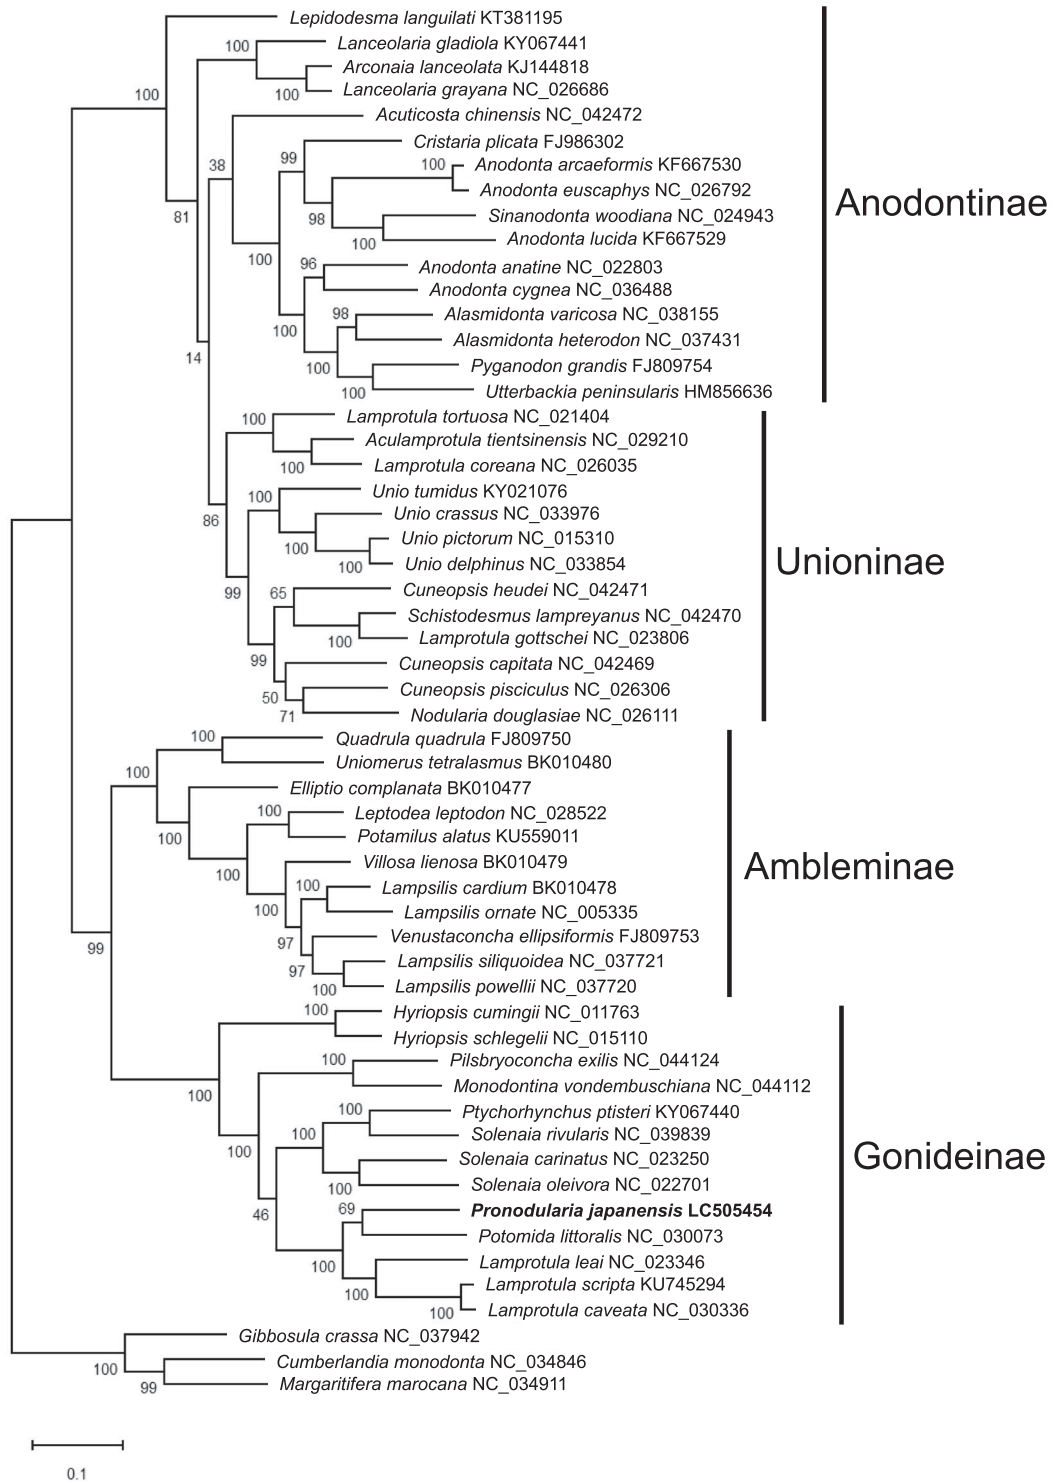 Lepidodesma languilati KT381195
Lanceolaria gladiola KY067441
100
Arconaia lanceolata KJ144818
100
Lanceolaria grayana NC_026686
100
Acuticosta chinensis NC_042472
Cristaria plicata FJ986302
99
38
Anodonta arcaeformis KF667530
100
Anodonta euscaphys NC_026792
Anodontinae
81
98
Sinanodonta woodiana NC_024943
100
Anodonta lucida KF667529
100
96
Anodonta anatine NC_022803
Anodonta cygnea NC_036488
98
Alasmidonta varicosa NC_038155
100
Alasmidonta heterodon NC_037431
14
100
Pyganodon grandis FJ809754
100
Utterbackia peninsularis HM856636
100
Lamprotula tortuosa NC_021404
Aculamprotula tientsinensis NC_029210
100
Lamprotula coreana NC_026035
100
Unio tumidus KY021076
86
Unio crassus NC_033976
100
Unio pictorum NC_015310
100
Unio delphinus NC_033854
Unioninae
99
65
Cuneopsis heudei NC_042471
Schistodesmus lampreyanus NC_042470
100
Lamprotula gottschei NC_023806
99
Cuneopsis capitata NC_042469
50
Cuneopsis pisciculus NC_026306
71
Nodularia douglasiae NC_026111
100
Quadrula quadrula FJ809750
Uniomerus tetralasmus BK010480
100
Elliptio complanata BK010477
100
100
Leptodea leptodon NC_028522
Potamilus alatus KU559011
100
Villosa lienosa BK010479
Ambleminae
100
100
Lampsilis cardium BK010478
Lampsilis ornate NC_005335
97
Venustaconcha ellipsiformis FJ809753
99
97
Lampsilis siliquoidea NC_037721
100
Lampsilis powellii NC_037720
100
Hyriopsis cumingii NC_011763
Hyriopsis schlegelii NC_015110
100
100
Pilsbryoconcha exilis NC_044124
Monodontina vondembuschiana NC_044112
100
100
Ptychorhynchus ptisteri KY067440
100
Solenaia rivularis NC_039839
Solenaia carinatus NC_023250
Gonideinae
100
Solenaia oleivora NC_022701
46
69
Pronodularia japanensis LC505454
Potomida littoralis NC_030073
100
Lamprotula leai NC_023346
100
Lamprotula scripta KU745294
100
Lamprotula caveata NC_030336
Gibbosula crassa NC_037942
100
Cumberlandia monodonta NC_034846
99
Margaritifera marocana NC_034911
0.1